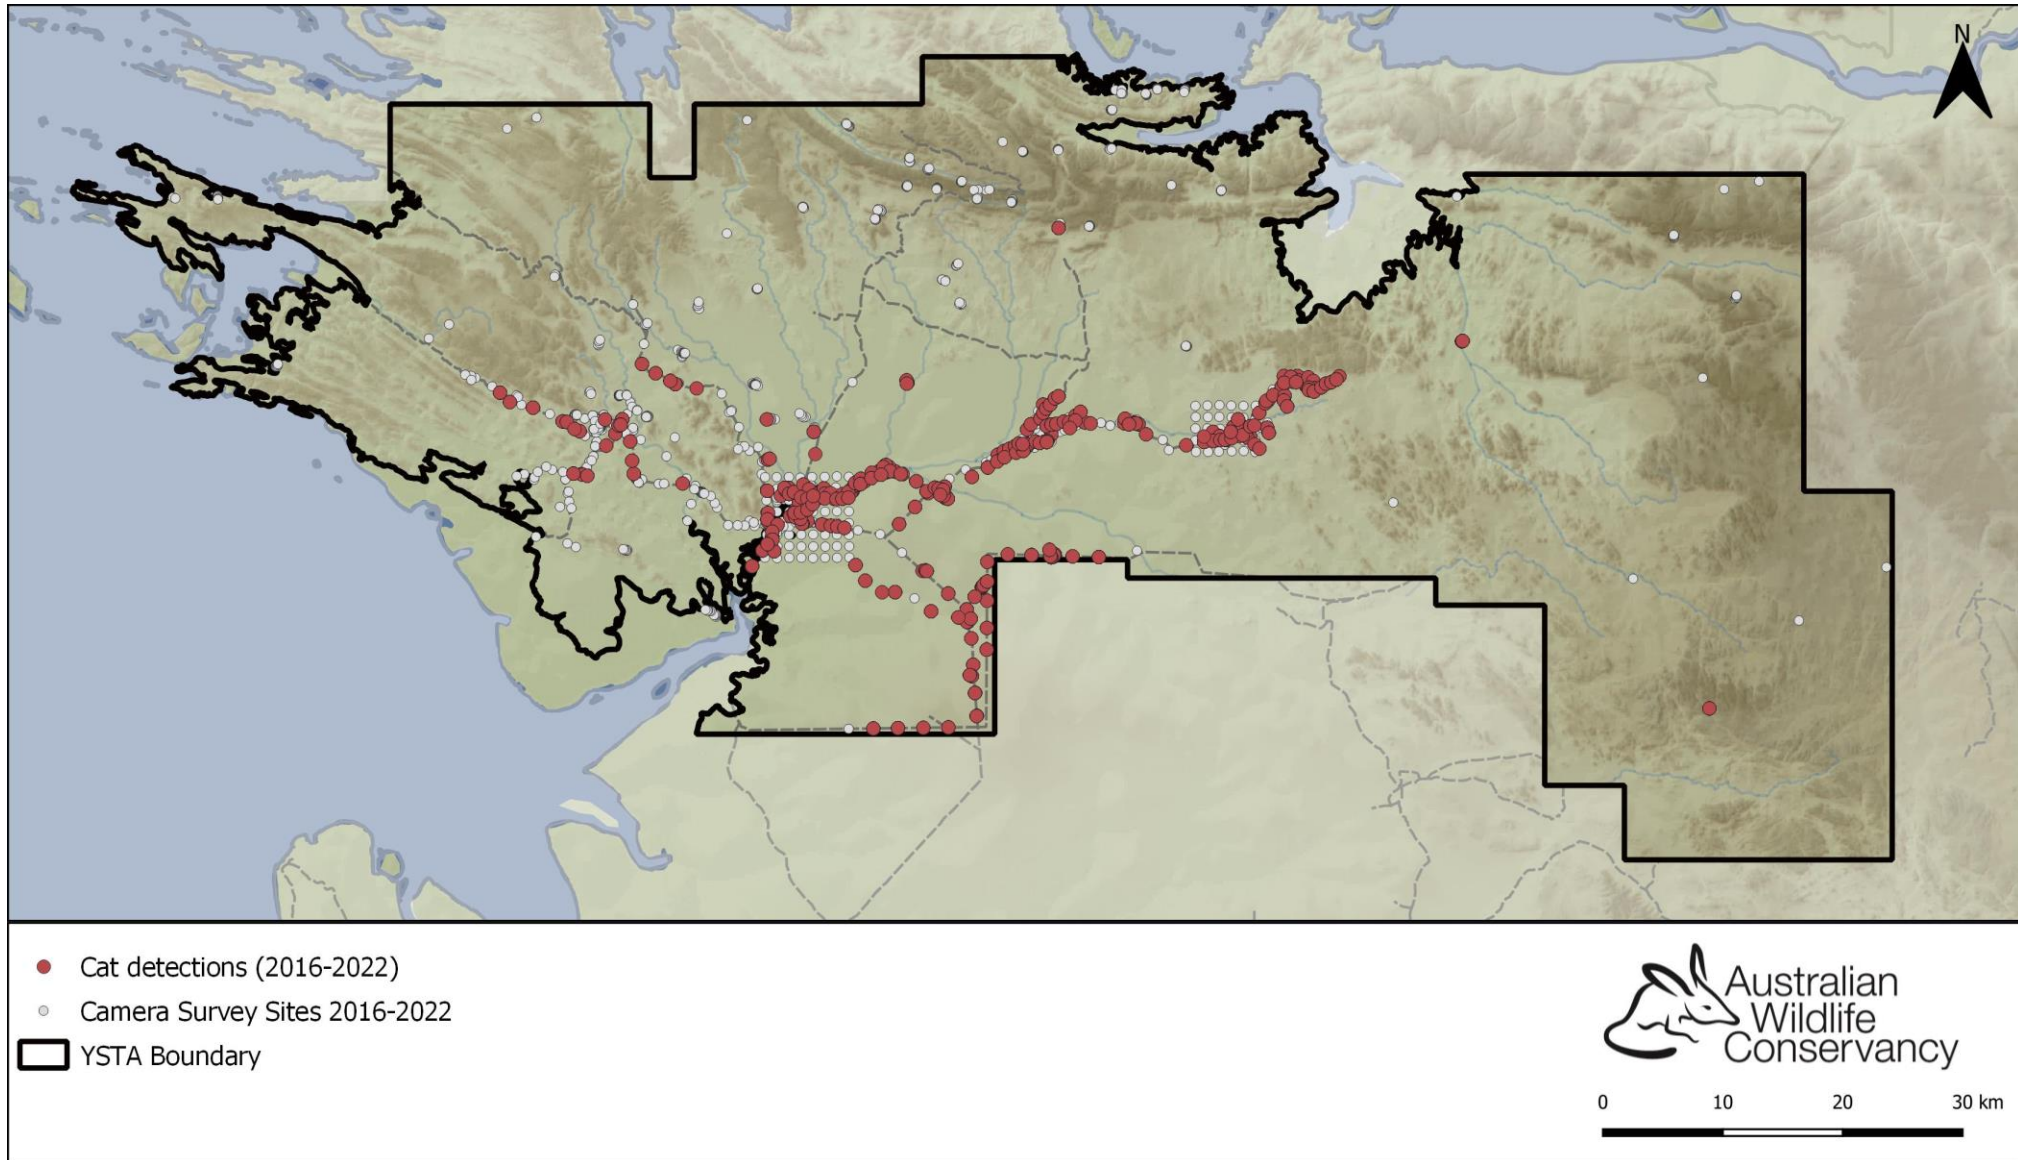 N
Cat detections (2016-2022)
Camera Survey Sites 2016-2022
YSTA Boundary
Australian
Wildlife
Conservancy
0 10 20 30 km